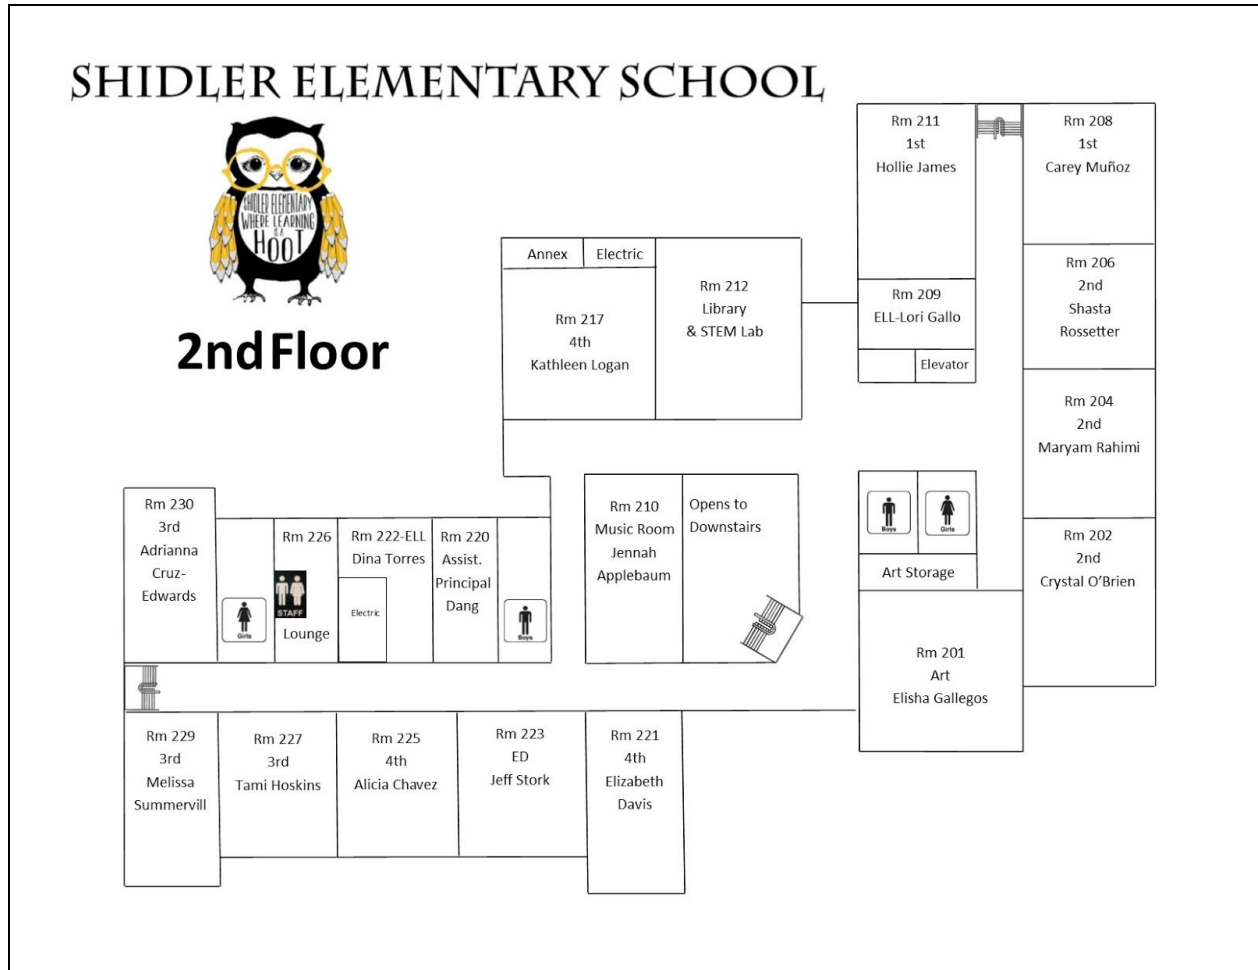 SHIDLER ELEMENTARY SCHOOL
SHIDLER ELEMENTARY
WHERE LEARNING
IS A
HOOT
2nd Floor
Rm 211
1st
Hollie James
Rm 208
1st
Carey Muñoz
Annex
Electric
Rm 212
Library
& STEM Lab
Rm 217
4th
Kathleen Logan
Rm 209
ELL-Lori Gallo
Elevator
Rm 206
2nd
Shasta
Rossetter
Rm 204
2nd
Maryam Rahimi
Rm 230
3rd
Adrianna
Cruz-
Edwards
Girls
Rm 226
STAFF
Lounge
Rm 222-ELL
Dina Torres
Electric
Rm 220
Assist.
Principal
Dang
Boys
Rm 210
Music Room
Jennah
Applebaum
Opens to
Downstairs
Boys
Girls
Art Storage
Rm 202
2nd
Crystal O’Brien
Rm 201
Art
Elisha Gallegos
Rm 229
3rd
Melissa
Summervill
Rm 227
3rd
Tami Hoskins
Rm 225
4th
Alicia Chavez
Rm 223
ED
Jeff Stork
Rm 221
4th
Elizabeth
Davis